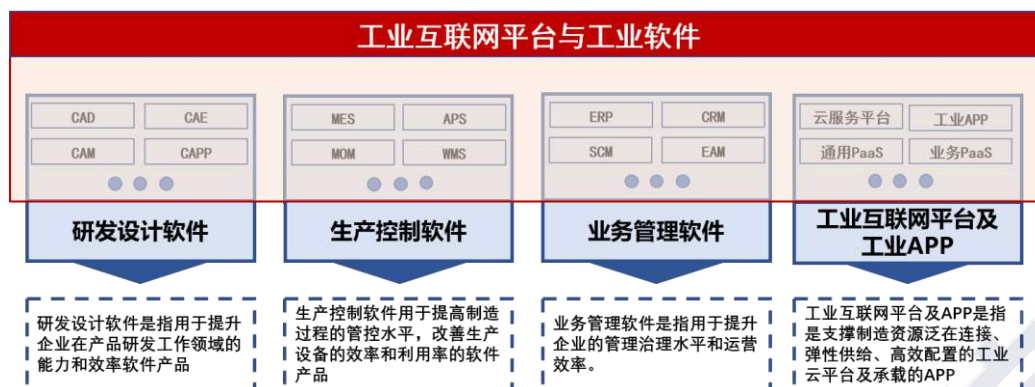 工业互联网平台与工业软件
CAD
CAE
CAM
CAPP
研发设计软件
研发设计软件是指用于提升
企业在产品研发工作领域的
能力和效率软件产品
MES
APS
MOM
WMS
生产控制软件
生产控制软件用于提高制造
过程的管控水平，改善生产
设备的效率和利用率的软件
产品
ERP
CRM
SCM
EAM
业务管理软件
业务管理软件是指用于提升
企业的管理治理水平和运营
效率。
云服务平台
工业APP
通用PaaS
业务PaaS
工业互联网平台及
工业APP
工业互联网平台及APP是指
是支撑制造资源泛在连接、
弹性供给、高效配置的工业
云平台及承载的APP